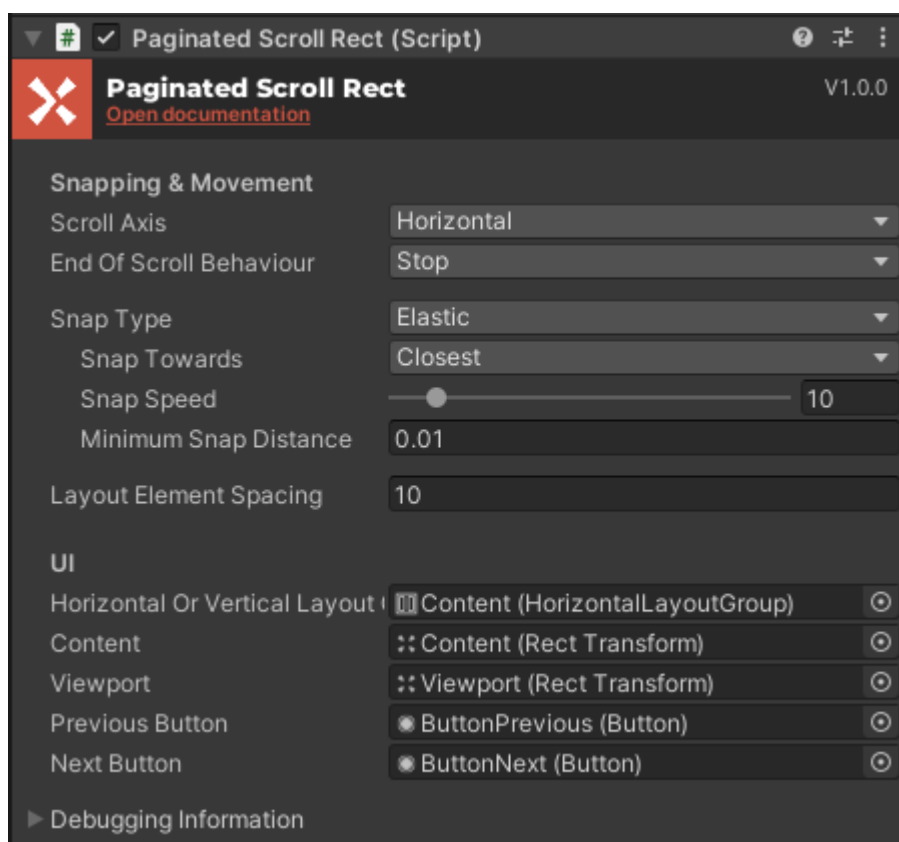 Paginated Scroll Rect (Script)
Paginated Scroll Rect V1.0.0
Open documentation
Snapping & Movement
Scroll Axis Horizontal
End Of Scroll Behaviour Stop
Snap Type Elastic
Snap Towards Closest
Snap Speed 10
Minimum Snap Distance 0.01
Layout Element Spacing 10
UI
Horizontal Or Vertical Layout Content (HorizontalLayoutGroup)
Content Content (Rect Transform)
Viewport Viewport (Rect Transform)
Previous Button ButtonPrevious (Button)
Next Button ButtonNext (Button)
Debugging Information